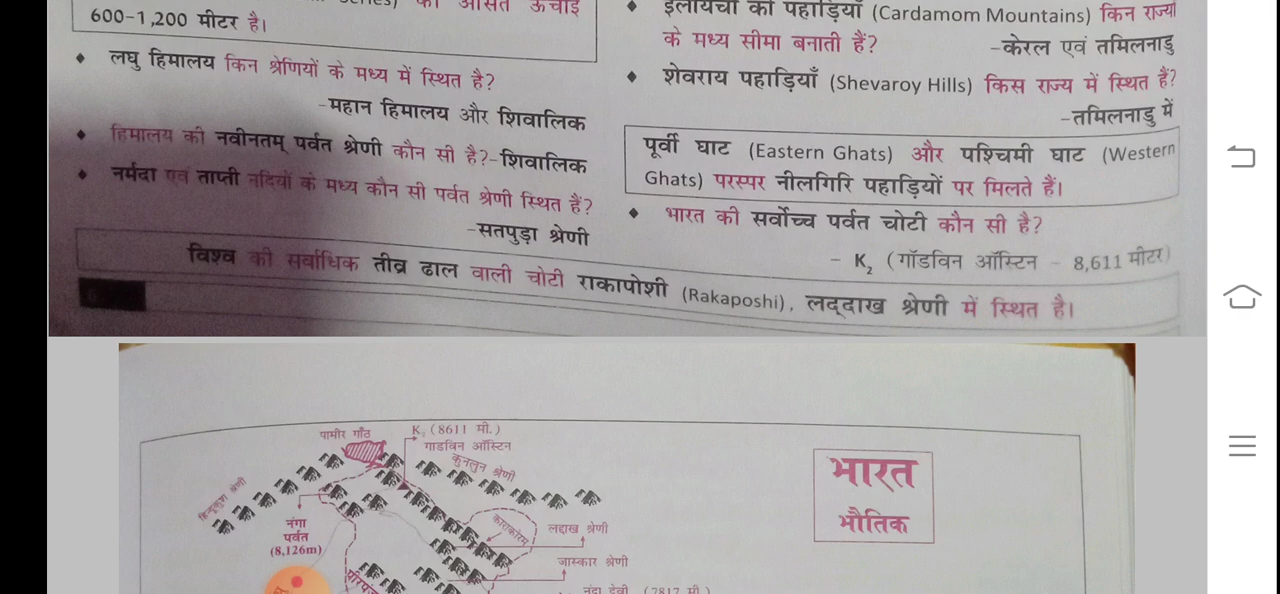 की औसत ऊँचाई
600-1,200 मीटर है।
♦ लघु हिमालय किन श्रेणियों के मध्य में स्थित है?
-महान हिमालय और शिवालिक
♦ हिमालय की नवीनतम् पर्वत श्रेणी कौन सी है?-शिवालिक
♦ नर्मदा एवं ताप्ती नदियों के मध्य कौन सी पर्वत श्रेणी स्थित है?
-सतपुड़ा श्रेणी
♦ इलायची की पहाड़ियाँ (Cardamom Mountains) किन राज्यों
के मध्य सीमा बनाती हैं? -केरल एवं तमिलनाडु
♦ शेवराय पहाड़ियाँ (Shevaroy Hills) किस राज्य में स्थित हैं?
-तमिलनाडु में
पूर्वी घाट (Eastern Ghats) और पश्चिमी घाट (Western
Ghats) परस्पर नीलगिरि पहाड़ियों पर मिलते हैं।
♦ भारत की सर्वोच्च पर्वत चोटी कौन सी है?
- K₂ (गॉडविन ऑस्टिन - 8,611 मीटर)
विश्व की सर्वाधिक तीव्र ढाल वाली चोटी राकापोशी (Rakaposhi), लद्दाख श्रेणी में स्थित है।
6
भारत
भौतिक
पामीर गाँठ
K₂ (8611 मी.)
गाडविन ऑस्टिन
कुनलुन श्रेणी
हिन्दूकुश श्रेणी
नंगा
पर्वत
(8,126m)
काराकोरम
लद्दाख श्रेणी
जास्कार श्रेणी
नंदा देवी (7817 मी.)